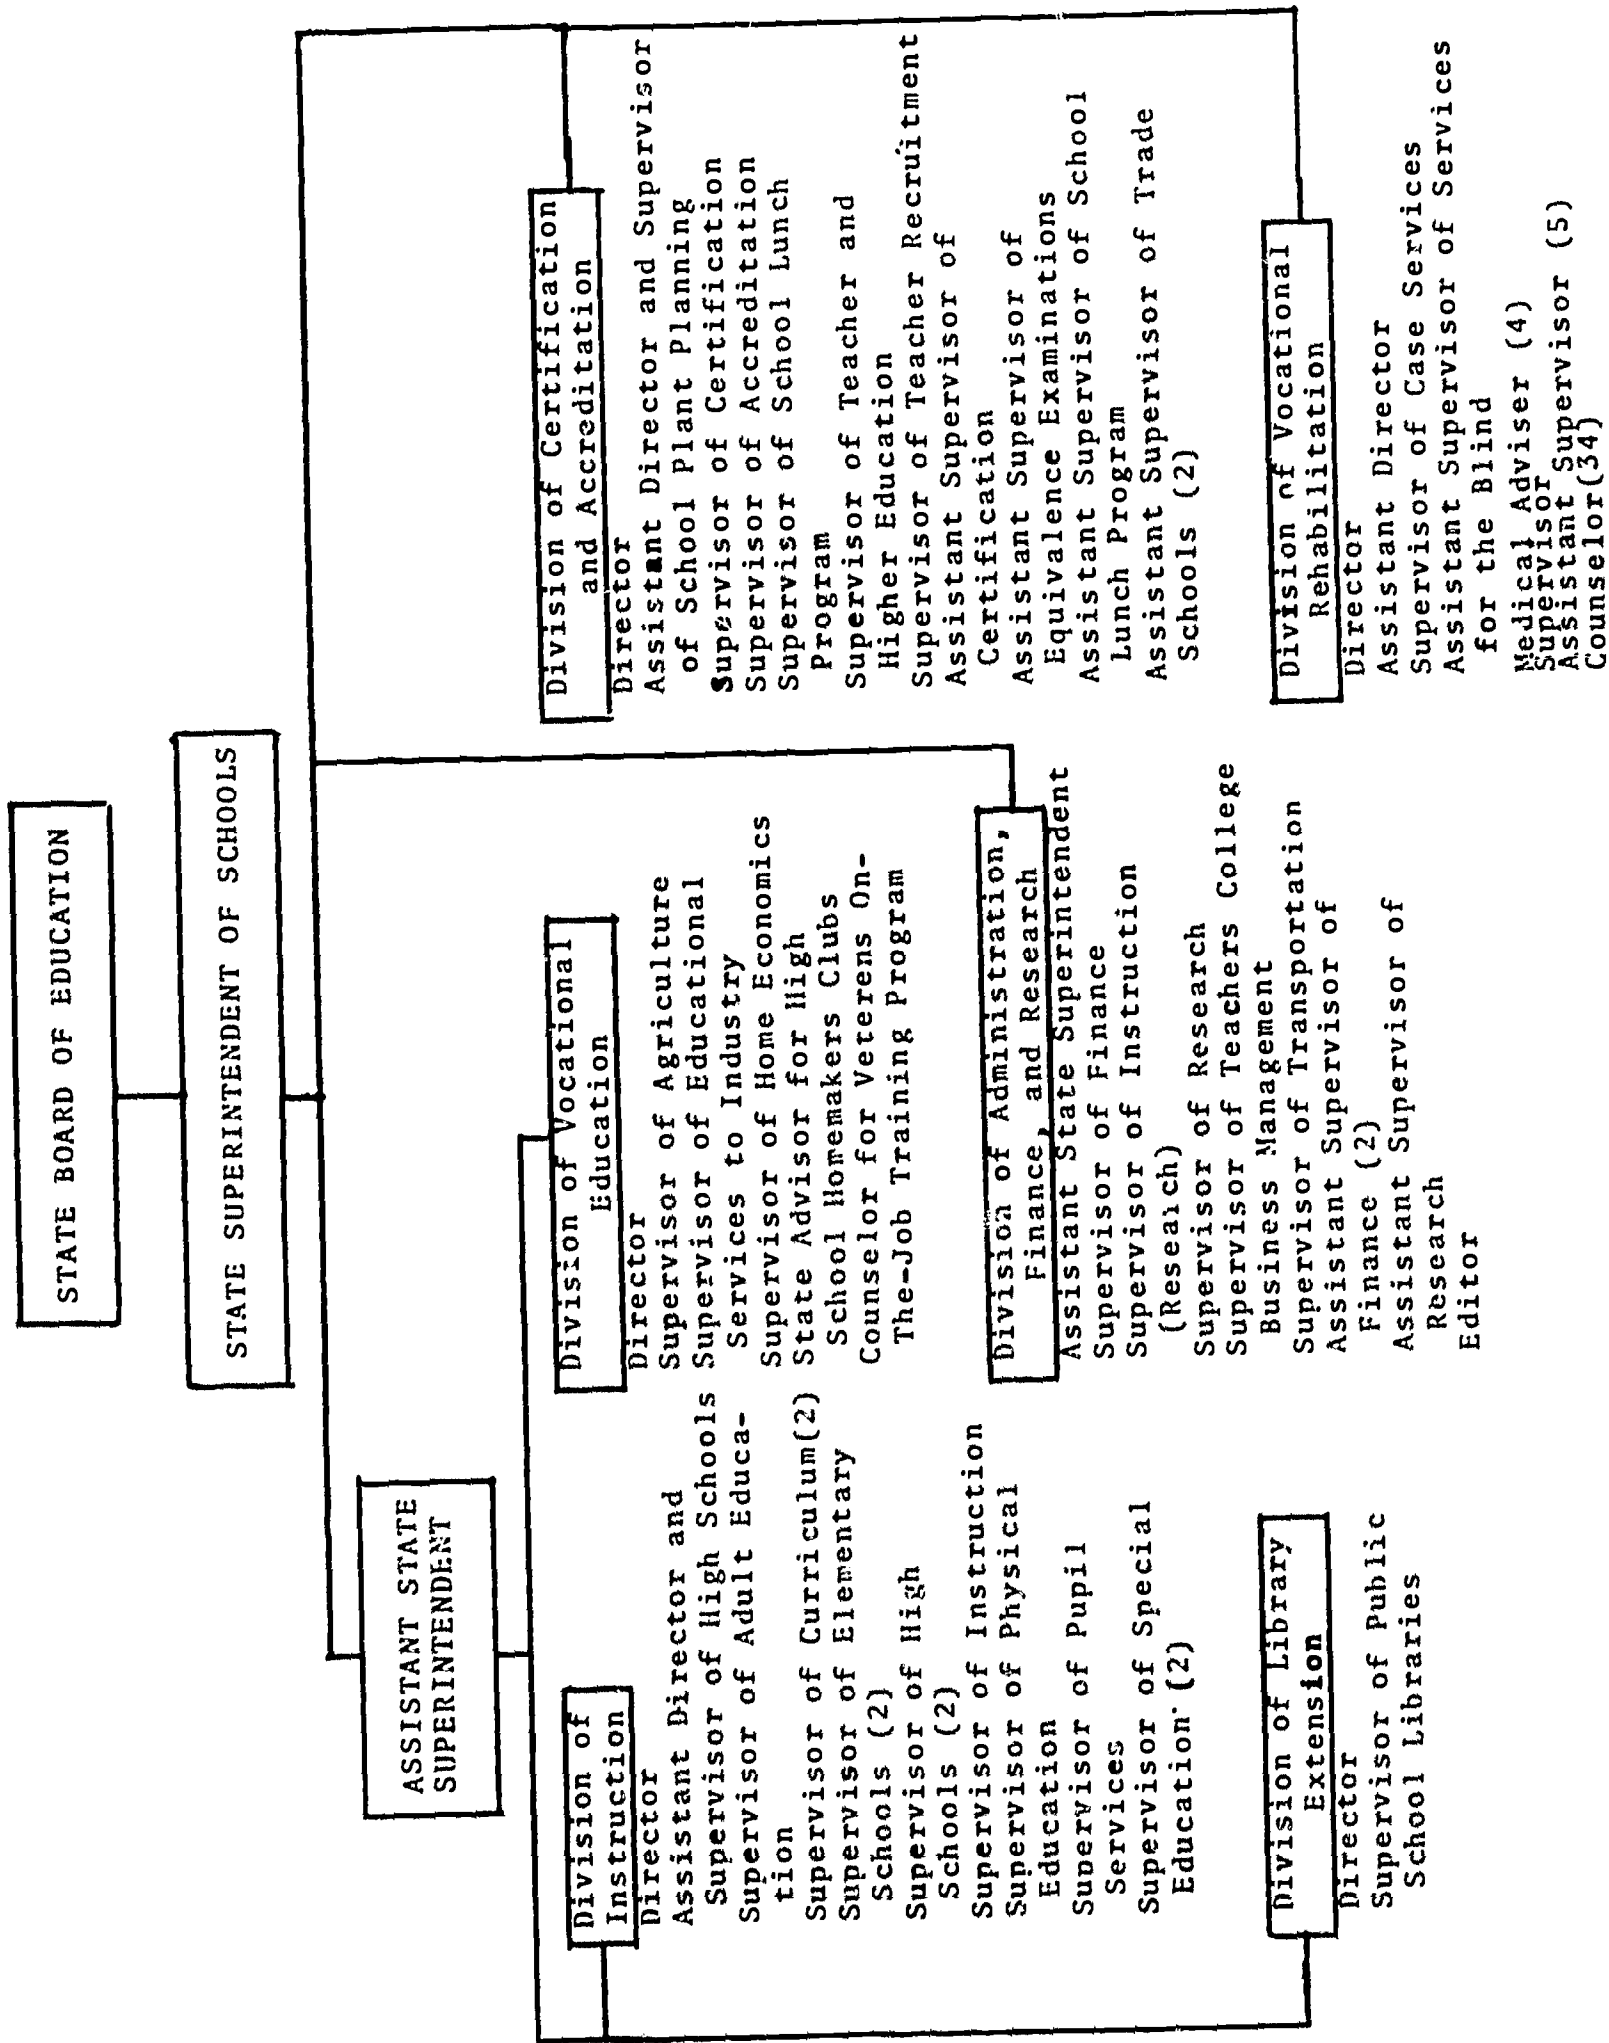 STATE BOARD OF EDUCATION
STATE SUPERINTENDENT OF SCHOOLS
ASSISTANT STATE
SUPERINTENDENT
Division of
Instruction
Director
Assistant Director and
Supervisor of High Schools
Supervisor of Adult Educa-
tion
Supervisor of Curriculum(2)
Supervisor of Elementary
Schools (2)
Supervisor of High
Schools (2)
Supervisor of Instruction
Supervisor of Physical
Education
Supervisor of Pupil
Services
Supervisor of Special
Education (2)
Division of Library
Extension
Director
Supervisor of Public
School Libraries
Division of Vocational
Education
Director
Supervisor of Agriculture
Supervisor of Educational
Services to Industry
Supervisor of Home Economics
State Advisor for High
School Homemakers Clubs
Counselor for Veterens On-
The-Job Training Program
Division of Administration,
Finance, and Research
Assistant State Superintendent
Supervisor of Finance
Supervisor of Instruction
(Research)
Supervisor of Research
Supervisor of Teachers College
Business Management
Supervisor of Transportation
Assistant Supervisor of
Finance (2)
Assistant Supervisor of
Research
Editor
Division of Certification
and Accreditation
Director
Assistant Director and Supervisor
of School Plant Planning
Supervisor of Certification
Supervisor of Accreditation
Supervisor of School Lunch
Program
Supervisor of Teacher and
Higher Education
Supervisor of Teacher Recruitment
Assistant Supervisor of
Certification
Assistant Supervisor of
Equivalence Examinations
Assistant Supervisor of School
Lunch Program
Assistant Supervisor of Trade
Schools (2)
Division of Vocational
Rehabilitation
Director
Assistant Director
Supervisor of Case Services
Assistant Supervisor of Services
for the Blind
Medical Adviser (4)
Supervisor
Assistant Supervisor (5)
Counselor(34)